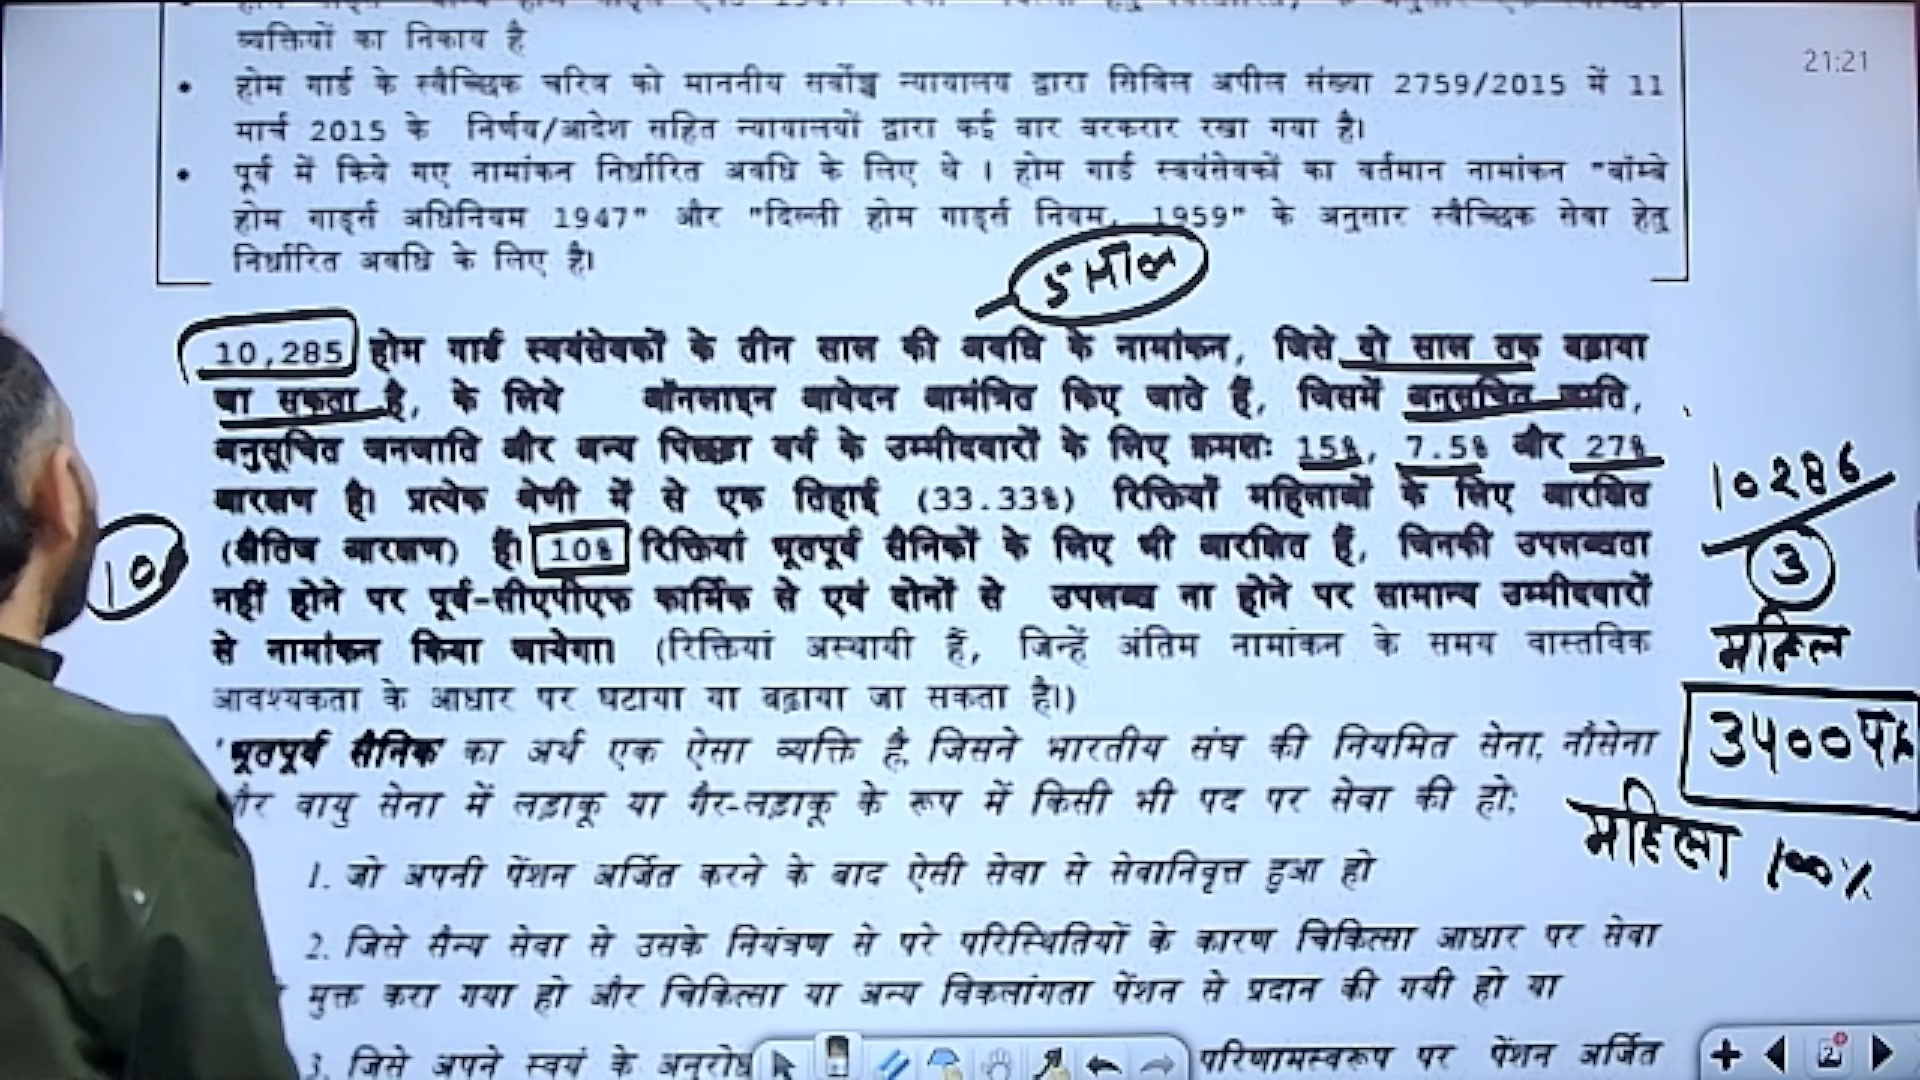 व्यक्तियों का निकाय है
21:21
• होम गार्ड के स्वैच्छिक चरित्र को माननीय सर्वोच्च न्यायालय द्वारा सिविल अपील संख्या 2759/2015 में 11
मार्च 2015 के निर्णय/आदेश सहित न्यायालयों द्वारा कई बार बरकरार रखा गया है।
• पूर्व में किये गए नामांकन निर्धारित अवधि के लिए थे । होम गार्ड स्वयंसेवकों का वर्तमान नामांकन "बॉम्बे
होम गार्ड्स अधिनियम 1947" और "दिल्ली होम गार्ड्स नियम, 1959" के अनुसार स्वैच्छिक सेवा हेतु
निर्धारित अवधि के लिए है।
5 साल
10,285 होम गार्ड स्वयंसेवकों के तीन साल की अवधि के नामांकन, जिसे दो साल तक बढ़ाया
जा सकता है, के लिये ऑनलाइन आवेदन आमंत्रित किए जाते हैं, जिसमें अनुसूचित जाति,
अनुसूचित जनजाति और अन्य पिछड़ा वर्ग के उम्मीदवारों के लिए क्रमशः 15%, 7.5% और 27%
आरक्षण है। प्रत्येक श्रेणी में से एक तिहाई (33.33%) रिक्तियाँ महिलाओं के लिए आरक्षित
(क्षैतिज आरक्षण) हैं। 10% रिक्तियां भूतपूर्व सैनिकों के लिए भी आरक्षित हैं, जिनकी उपलब्धता
नहीं होने पर पूर्व-सीएपीएफ कार्मिक से एवं दोनों से उपलब्ध ना होने पर सामान्य उम्मीदवारों
से नामांकन किया जायेगा। (रिक्तियां अस्थायी हैं, जिन्हें अंतिम नामांकन के समय वास्तविक
आवश्यकता के आधार पर घटाया या बढ़ाया जा सकता है।)
10
10286
3
3400
महिला 100%
'भूतपूर्व सैनिक' का अर्थ एक ऐसा व्यक्ति है, जिसने भारतीय संघ की नियमित सेना, नौसेना
और वायु सेना में लड़ाकू या गैर-लड़ाकू के रूप में किसी भी पद पर सेवा की हो:
1. जो अपनी पेंशन अर्जित करने के बाद ऐसी सेवा से सेवानिवृत्त हुआ हो
2. जिसे सैन्य सेवा से उसके नियंत्रण से परे परिस्थितियों के कारण चिकित्सा आधार पर सेवा
मुक्त करा गया हो और चिकित्सा या अन्य विकलांगता पेंशन से प्रदान की गयी हो या
3. जिसे अपने स्वयं के परिणामस्वरूप पर पेंशन अर्जित